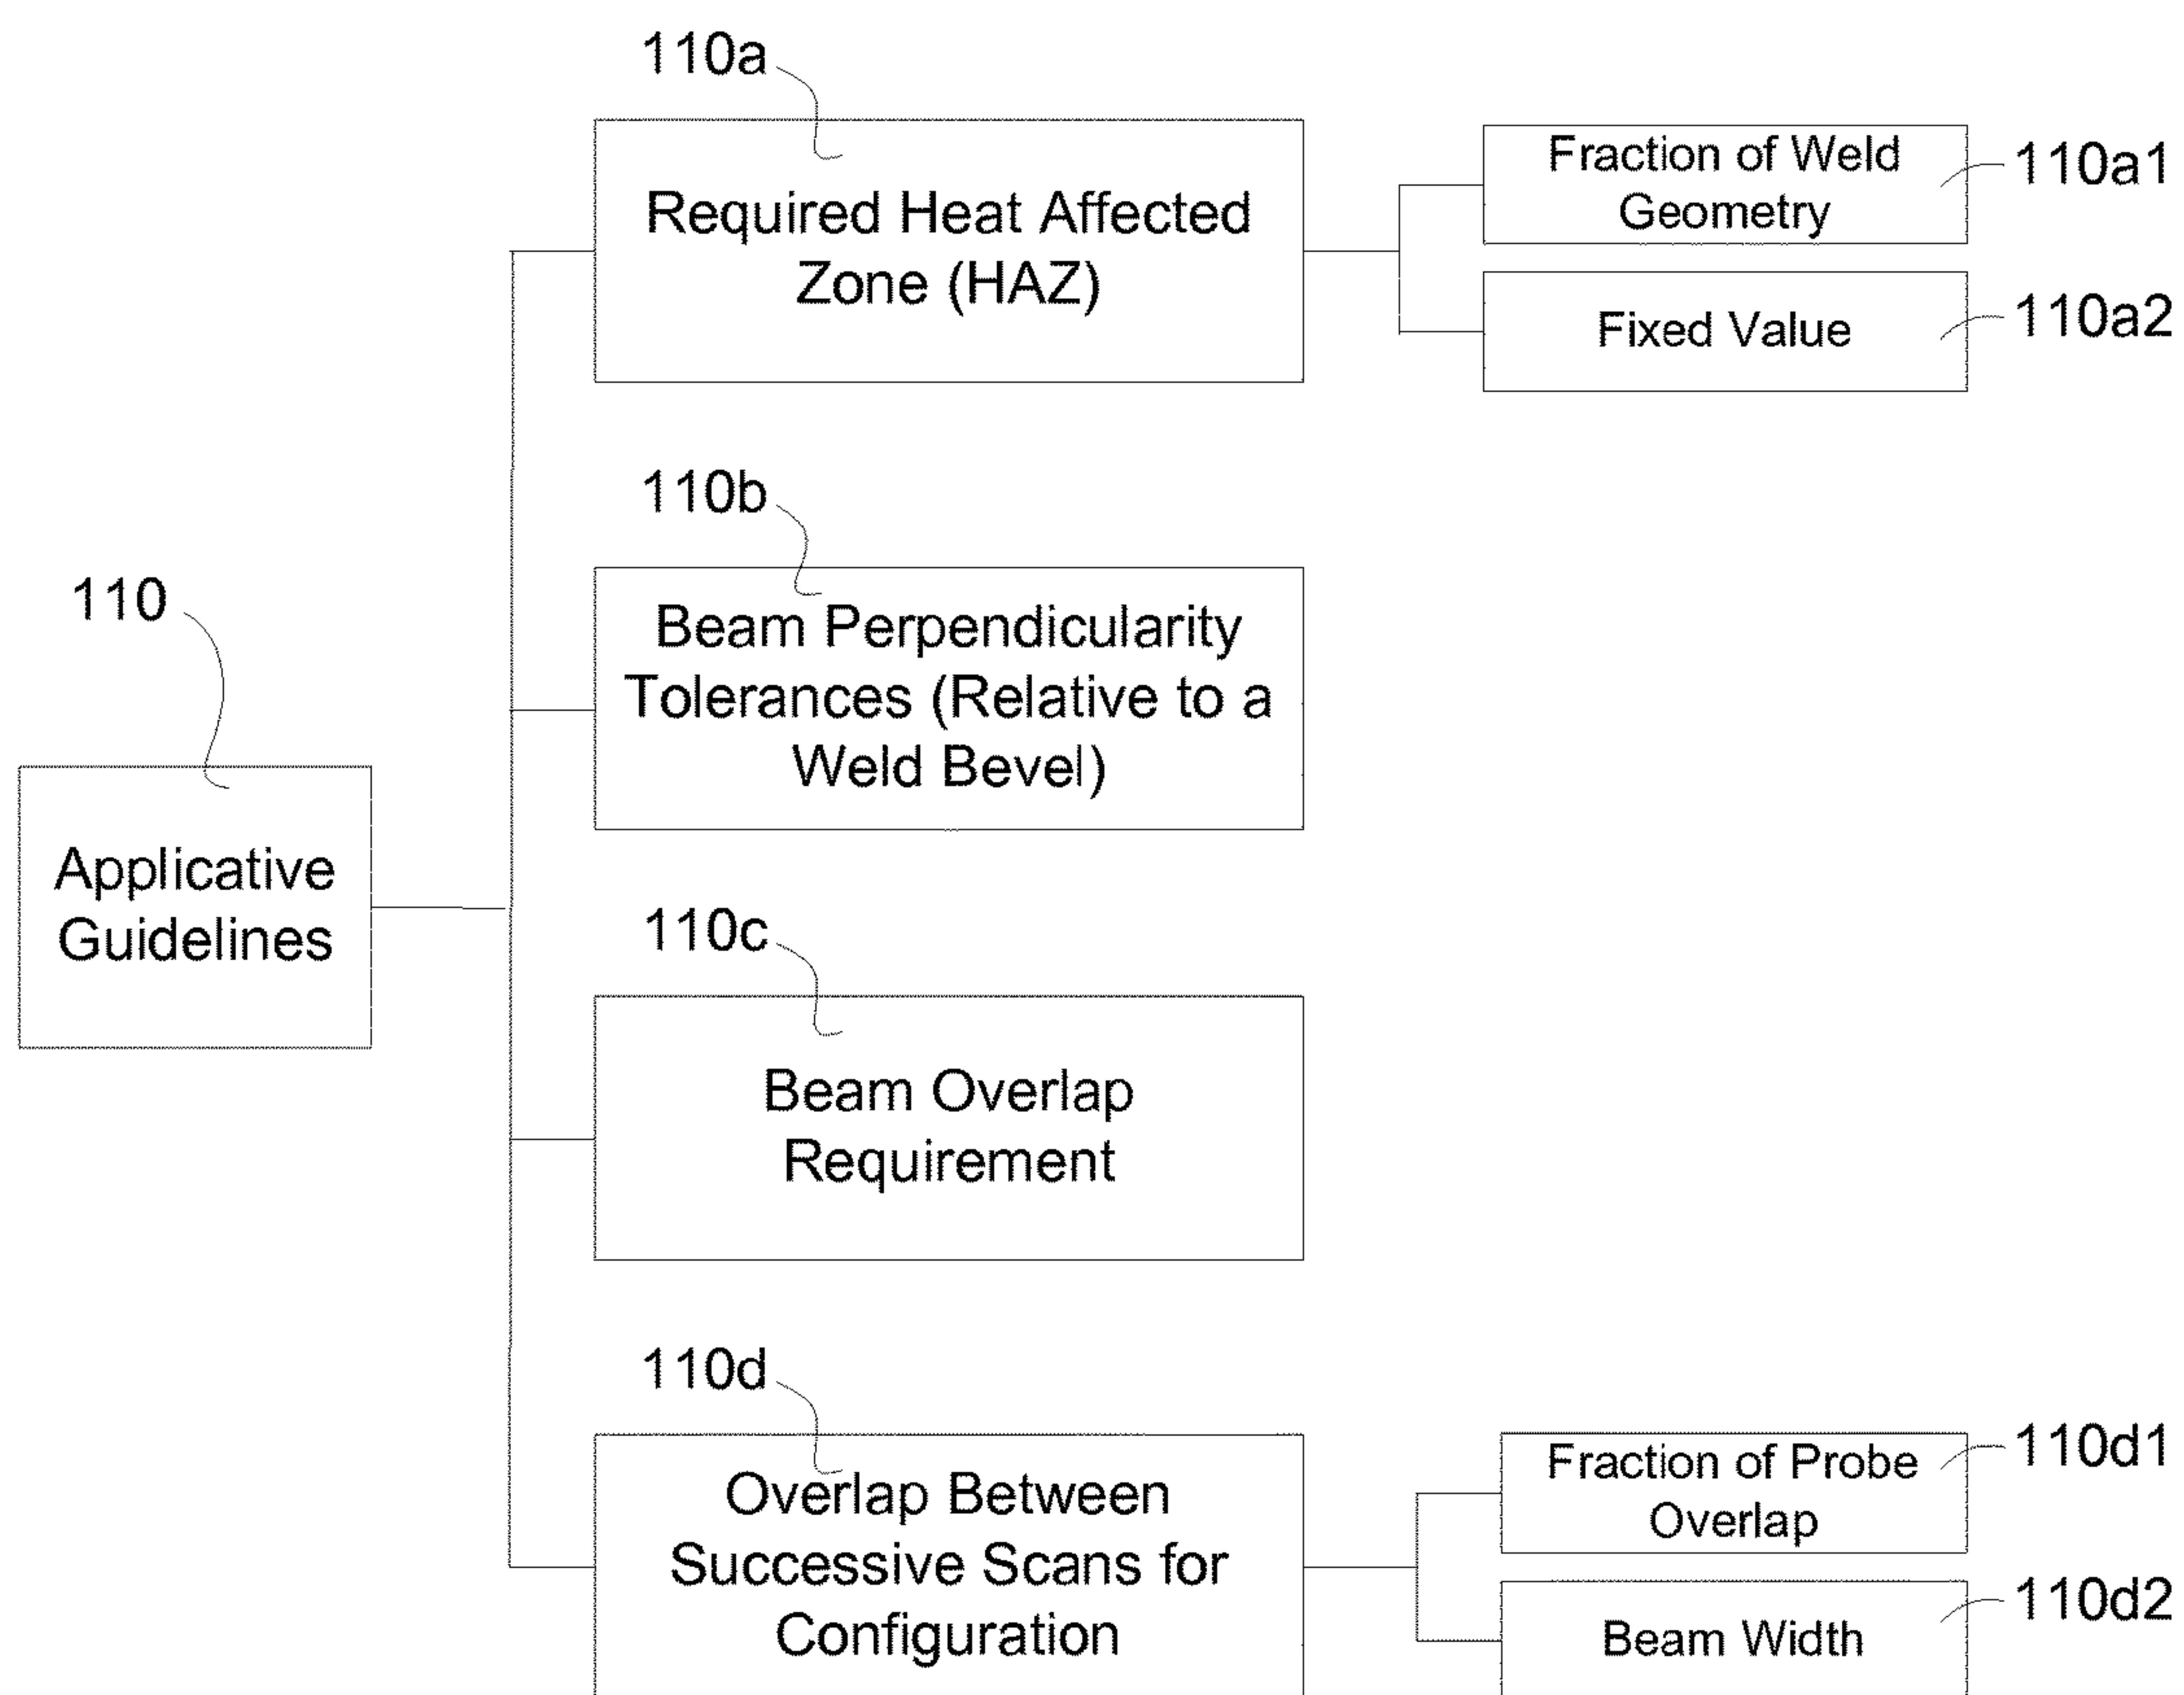 110a
Required Heat Affected
Zone (HAZ)
Fraction of Weld
Geometry
110a1
Fixed Value
110a2
110b
Beam Perpendicularity
Tolerances (Relative to a
Weld Bevel)
110
Applicative
Guidelines
110c
Beam Overlap
Requirement
110d
Overlap Between
Successive Scans for
Configuration
Fraction of Probe
Overlap
110d1
Beam Width
110d2